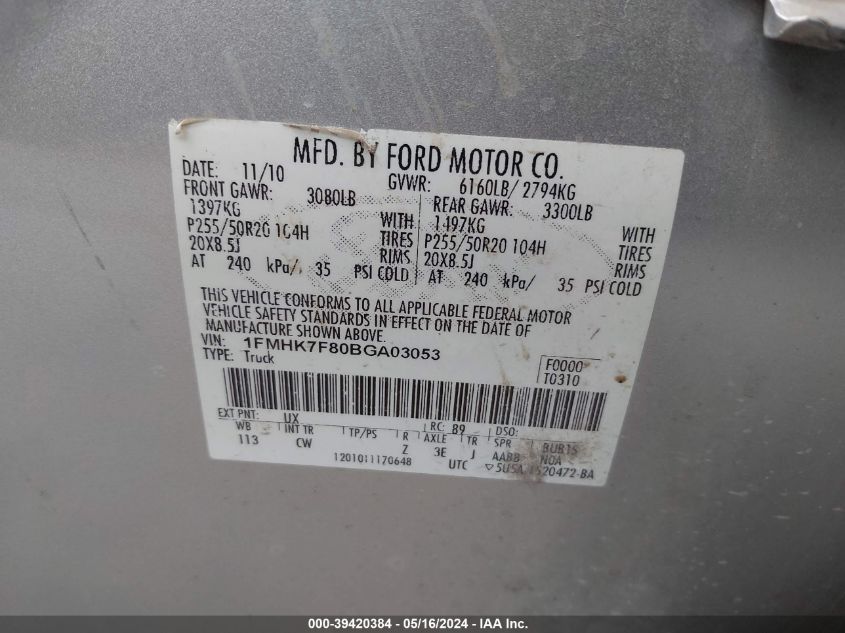 MFD. BY FORD MOTOR CO.
DATE: 11/10 GVWR: 6160LB/ 2794KG
FRONT GAWR: 3080LB REAR GAWR: 3300LB
1397KG WITH 1497KG WITH
P255/50R20 104H TIRES P255/50R20 104H TIRES
20X8.5J RIMS 20X8.5J RIMS
AT 240 kPa/ 35 PSI COLD AT 240 kPa/ 35 PSI COLD
THIS VEHICLE CONFORMS TO ALL APPLICABLE FEDERAL MOTOR
VEHICLE SAFETY STANDARDS IN EFFECT ON THE DATE OF
MANUFACTURE SHOWN ABOVE.
VIN: 1FMHK7F80BGA03053
TYPE: Truck
F0000
T0310
EXT PNT: UX RC: 89 DSO:
WB INT TR TP/PS R AXLE TR SPR BUB15
113 CW Z 3E J AABB NOA
1201011170648 UTC ▽5U5A 1520472-BA
000-39420384 - 05/16/2024 - IAA Inc.